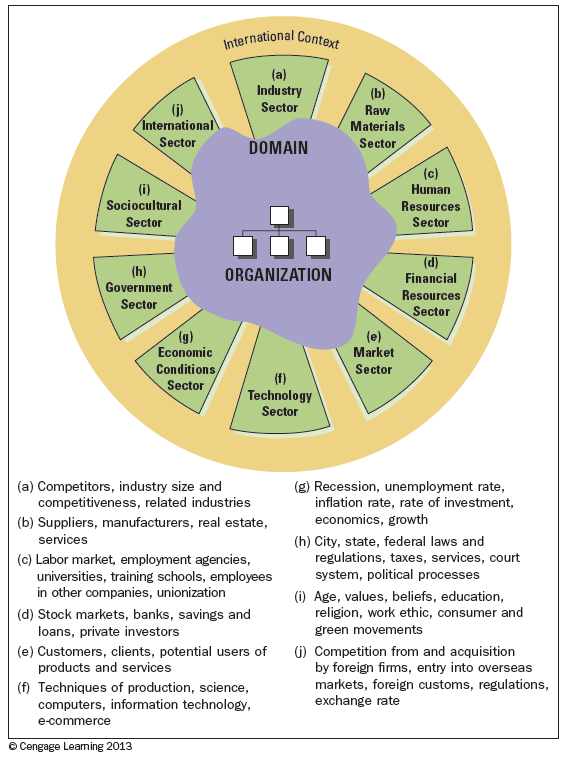 International Context
(a)
Industry
Sector
(b)
Raw
Materials
Sector
(c)
Human
Resources
Sector
(d)
Financial
Resources
Sector
(e)
Market
Sector
(f)
Technology
Sector
(g)
Economic
Conditions
Sector
(h)
Government
Sector
(i)
Sociocultural
Sector
(j)
International
Sector
DOMAIN
ORGANIZATION
(a) Competitors, industry size and
competitiveness, related industries
(b) Suppliers, manufacturers, real estate,
services
(c) Labor market, employment agencies,
universities, training schools, employees
in other companies, unionization
(d) Stock markets, banks, savings and
loans, private investors
(e) Customers, clients, potential users of
products and services
(f) Techniques of production, science,
computers, information technology,
e-commerce
(g) Recession, unemployment rate,
inflation rate, rate of investment,
economics, growth
(h) City, state, federal laws and
regulations, taxes, services, court
system, political processes
(i) Age, values, beliefs, education,
religion, work ethic, consumer and
green movements
(j) Competition from and acquisition
by foreign firms, entry into overseas
markets, foreign customs, regulations,
exchange rate
© Cengage Learning 2013